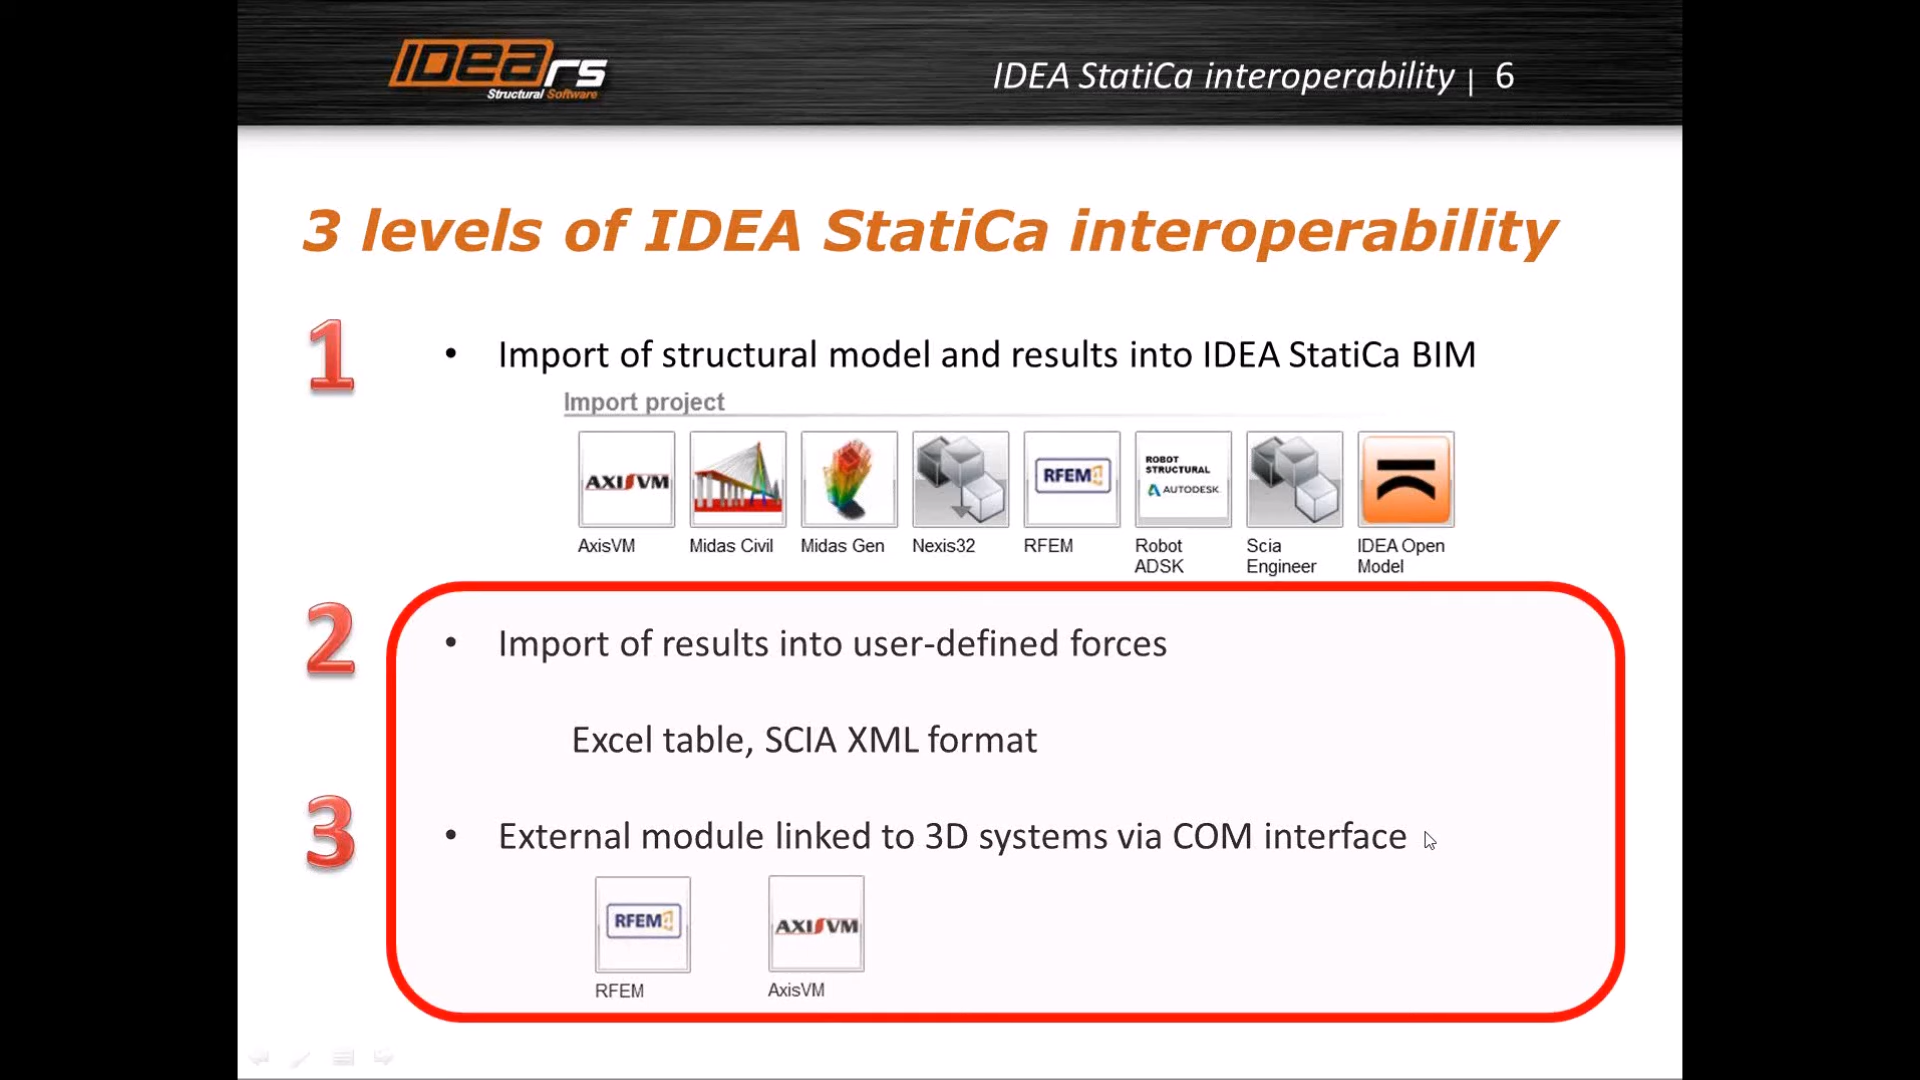 IDEA rs
Structural Software
IDEA StatiCa interoperability | 6
3 levels of IDEA StatiCa interoperability
1
• Import of structural model and results into IDEA StatiCa BIM
Import project
AXISVM
RFEM4
ROBOT
STRUCTURAL
AUTODESK
AxisVM
Midas Civil
Midas Gen
Nexis32
RFEM
Robot
ADSK
Scia
Engineer
IDEA Open
Model
2
• Import of results into user-defined forces
Excel table, SCIA XML format
3
• External module linked to 3D systems via COM interface
RFEM4
AXISVM
RFEM
AxisVM